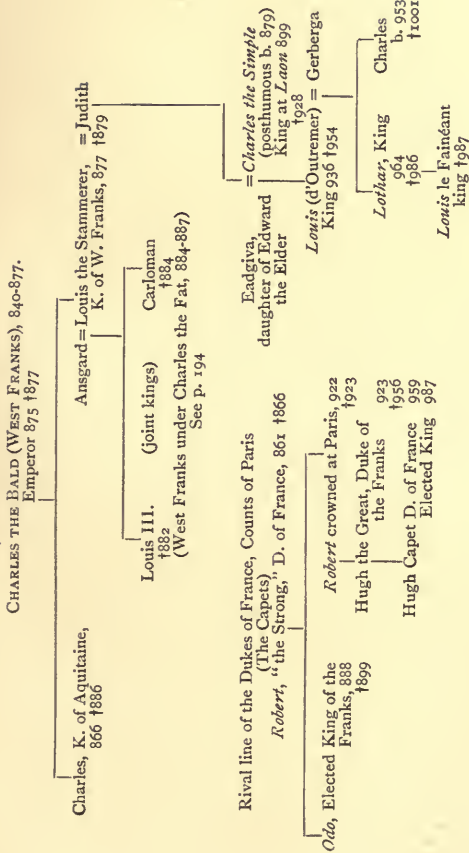 CHARLES THE BALD (WEST FRANKS), 840-877.
Emperor 875 †877
Charles, K. of Aquitaine,
866 †886
Ansgard = Louis the Stammerer, = Judith
K. of W. Franks, 877 †879
Louis III. (joint kings) Carloman
†882 †884
(West Franks under Charles the Fat, 884-887)
See p. 194
Eadgiva, = Charles the Simple
daughter of Edward (posthumous b. 879)
the Elder King at Laon 899
†928
Louis (d'Outremer) = Gerberga
King 936 †954
Lothar, King Charles
964 b. 953
†986 †1001
Louis le Fainéant
king †987
Rival line of the Dukes of France, Counts of Paris
(The Capets)
Robert, "the Strong," D. of France, 861 †866
Odo, Elected King of the
Franks, 888
†899
Robert crowned at Paris, 922
†923
Hugh the Great, Duke of 923
the Franks †956
Hugh Capet D. of France 959
Elected King 987